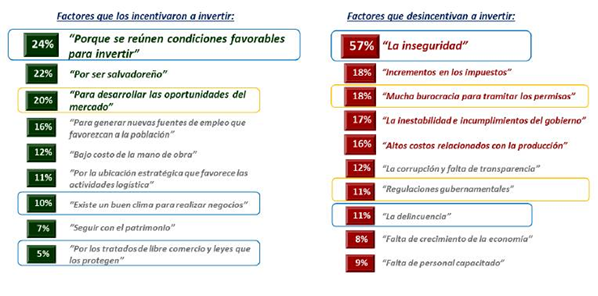 Factores que los incentivaron a invertir:
24% “Porque se reúnen condiciones favorables
para invertir”
22% “Por ser salvadoreño”
20% “Para desarrollar las oportunidades del
mercado”
16% “Para generar nuevas fuentes de empleo que
favorezcan a la población”
12% “Bajo costo de la mano de obra”
11% “Por la ubicación estratégica que favorece las
actividades logística”
10% “Existe un buen clima para realizar negocios”
7% “Seguir con el patrimonio”
5% “Por los tratados de libre comercio y leyes que
los protegen”
Factores que desincentivan a invertir:
57% “La inseguridad”
18% “Incrementos en los impuestos”
18% “Mucha burocracia para tramitar los permisos”
17% “La inestabilidad e incumplimientos del gobierno”
16% “Altos costos relacionados con la producción”
12% “La corrupción y falta de transparencia”
11% “Regulaciones gubernamentales”
11% “La delincuencia”
8% “Falta de crecimiento de la economía”
9% “Falta de personal capacitado”